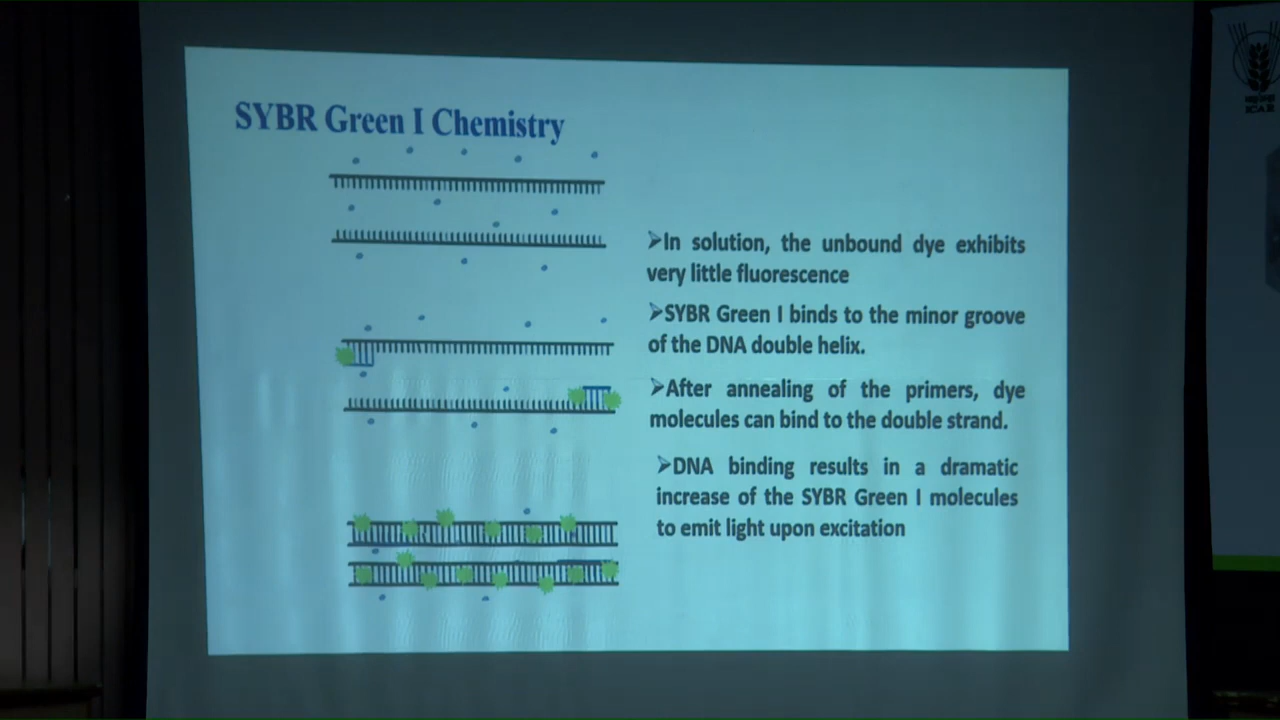 SYBR Green I Chemistry
➢In solution, the unbound dye exhibits
very little fluorescence
➢SYBR Green I binds to the minor groove
of the DNA double helix.
➢After annealing of the primers, dye
molecules can bind to the double strand.
➢DNA binding results in a dramatic
increase of the SYBR Green I molecules
to emit light upon excitation